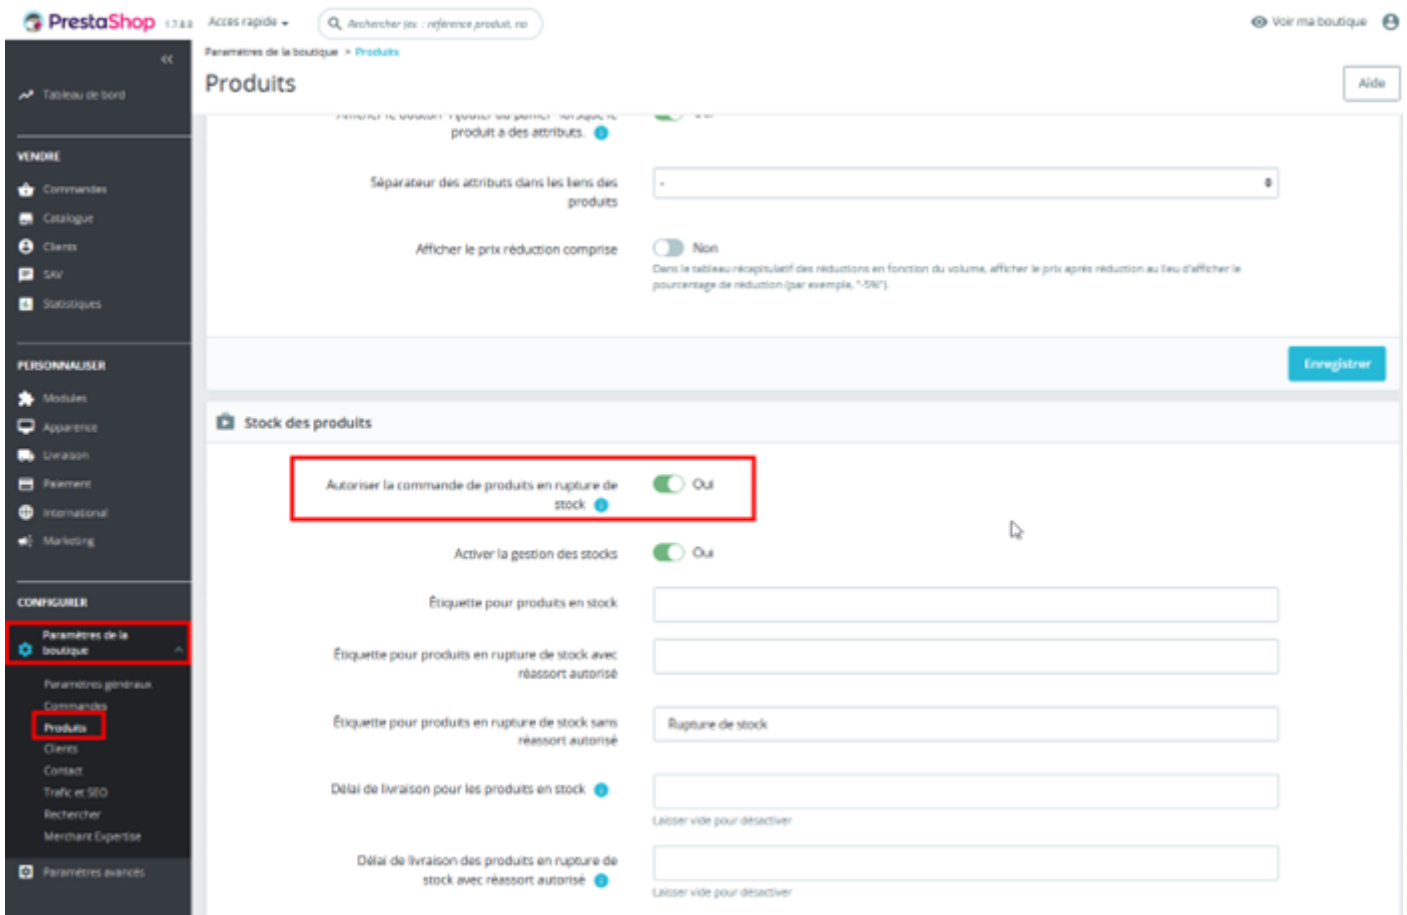 PrestaShop 1.7.8.8 Accès rapide Rechercher (ex. : référence produit, no Voir ma boutique
Paramètres de la boutique > Produits
Produits
Aide
Tableau de bord
VENDRE
Commandes
Catalogue
Clients
SAV
Statistiques
PERSONNALISER
Modules
Apparence
Livraison
Paiement
International
Marketing
CONFIGURER
Paramètres de la
boutique
Paramètres généraux
Commandes
Produits
Clients
Contact
Trafic et SEO
Rechercher
Merchant Expertise
Paramètres avancés
produit a des attributs.
Séparateur des attributs dans les liens des
produits
-
Afficher le prix réduction comprise
Non
Dans le tableau récapitulatif des réductions en fonction du volume, afficher le prix après réduction au lieu d'afficher le
pourcentage de réduction (par exemple, "-5%").
Enregistrer
Stock des produits
Autoriser la commande de produits en rupture de
stock
Oui
Activer la gestion des stocks
Oui
Étiquette pour produits en stock
Étiquette pour produits en rupture de stock avec
réassort autorisé
Étiquette pour produits en rupture de stock sans
réassort autorisé
Rupture de stock
Délai de livraison pour les produits en stock
Laisser vide pour désactiver
Délai de livraison des produits en rupture de
stock avec réassort autorisé
Laisser vide pour désactiver